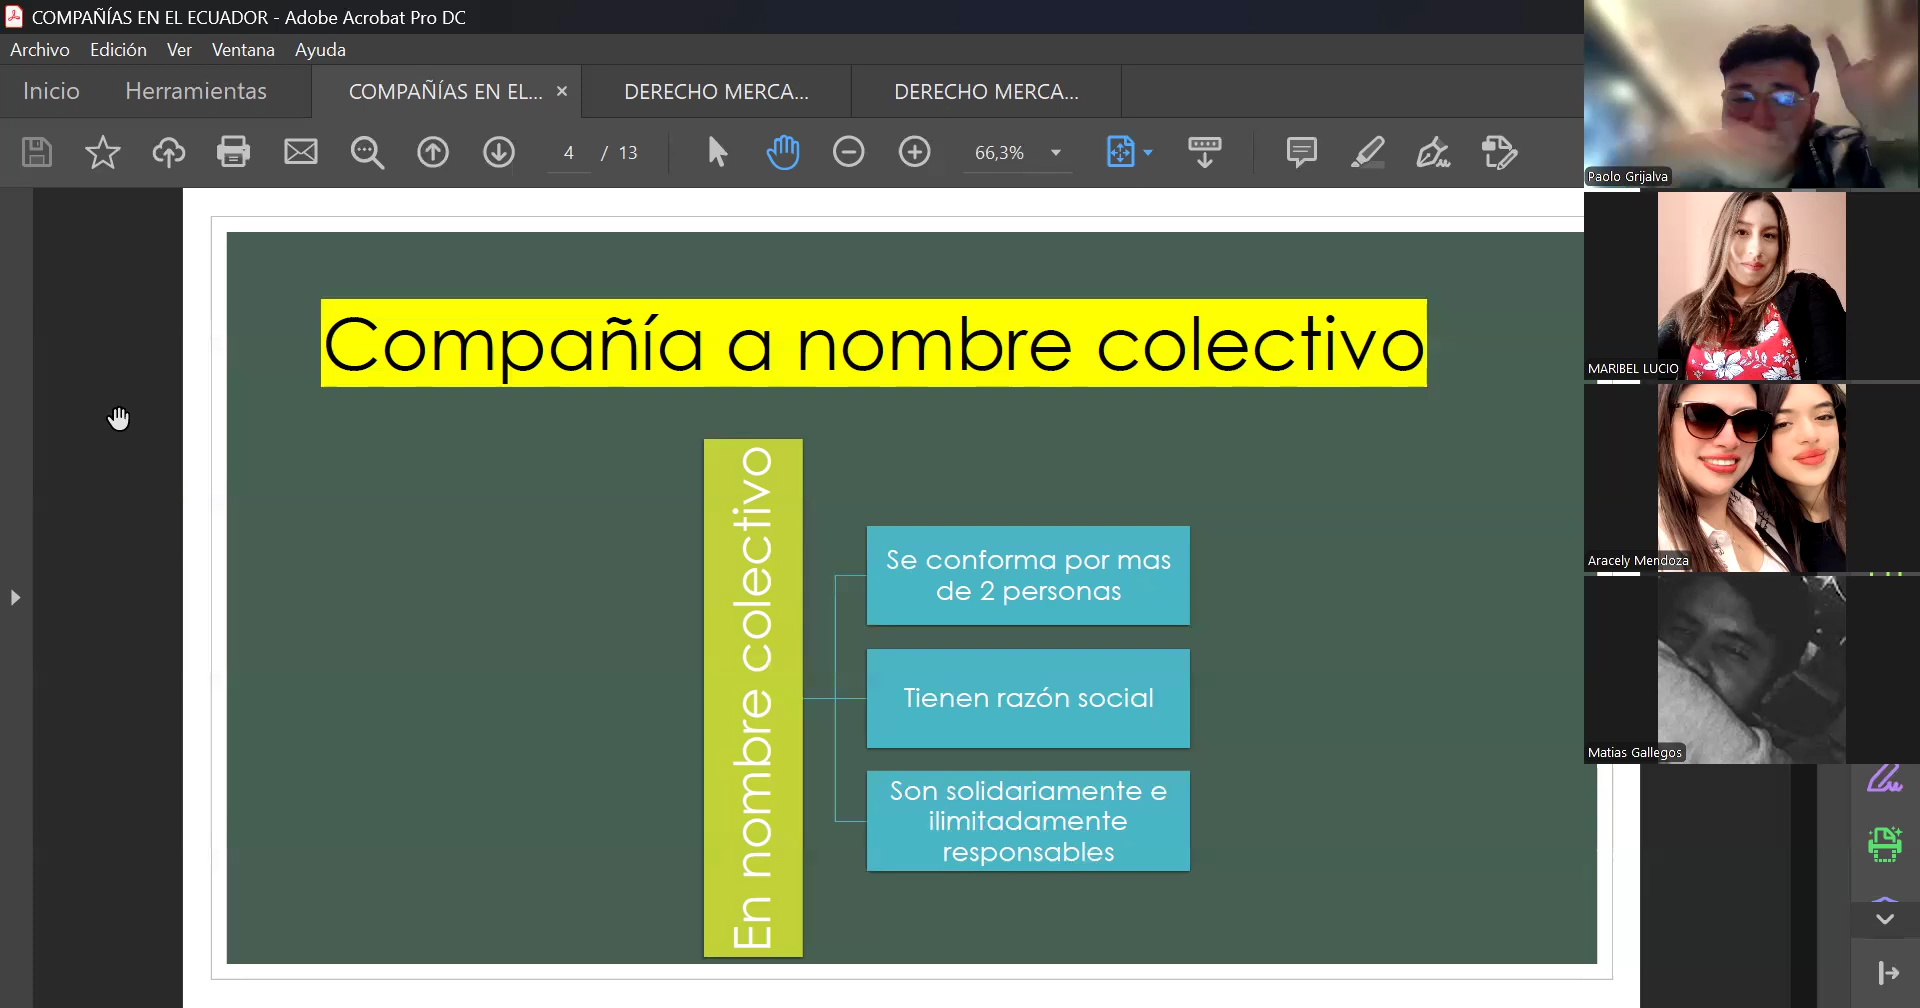 COMPAÑÍAS EN EL ECUADOR - Adobe Acrobat Pro DC
Archivo Edición Ver Ventana Ayuda
Inicio Herramientas COMPAÑÍAS EN EL... × DERECHO MERCA... DERECHO MERCA...
4 / 13 66,3%
Compañía a nombre colectivo
En nombre colectivo
Se conforma por mas
de 2 personas
Tienen razón social
Son solidariamente e
ilimitadamente
responsables
Paolo Grijalva
MARIBEL LUCIO
Aracely Mendoza
Matias Gallegos